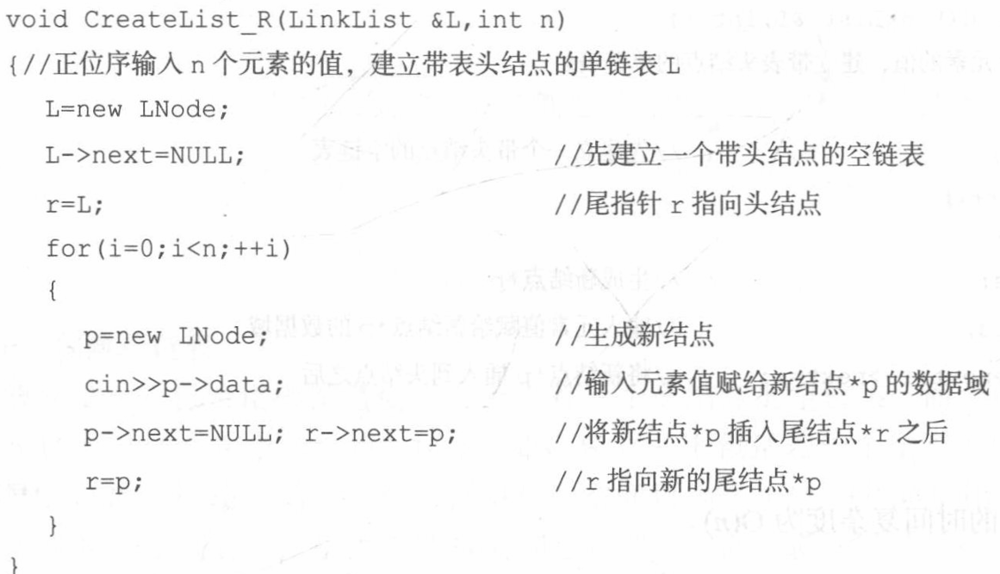 void CreateList_R(LinkList &L,int n)
{//正位序输入 n 个元素的值，建立带表头结点的单链表 L
L=new LNode;
L->next=NULL; //先建立一个带头结点的空链表
r=L; //尾指针 r 指向头结点
for(i=0;i<n;++i)
{
p=new LNode; //生成新结点
cin>>p->data; //输入元素值赋给新结点*p 的数据域
p->next=NULL; r->next=p; //将新结点*p 插入尾结点*r 之后
r=p; //r 指向新的尾结点*p
}
}